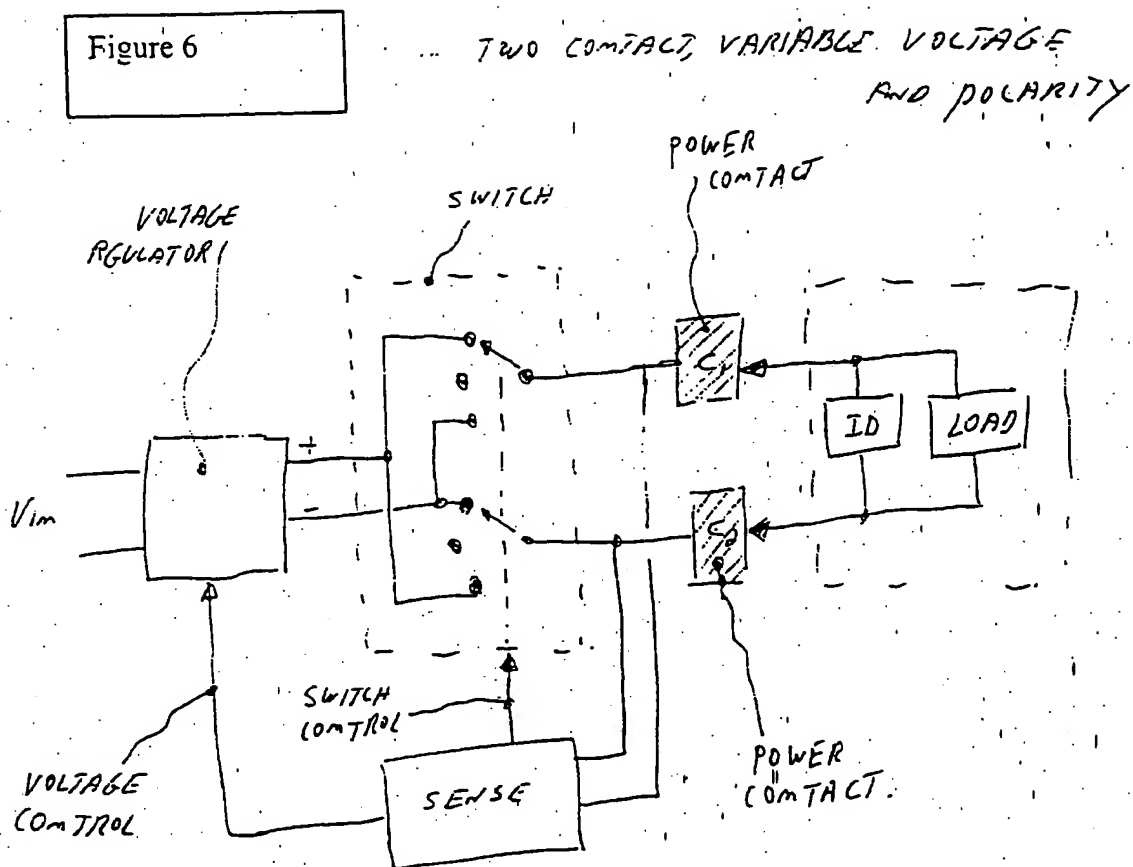 Figure 6
... TWO CONTACT, VARIABLE VOLTAGE
AND POLARITY
POWER
CONTACT
SWITCH
VOLTAGE
RGULATOR
C1
ID
LOAD
+
-
Vin
C2
SWITCH
CONTROL
VOLTAGE
CONTROL
SENSE
POWER
CONTACT.